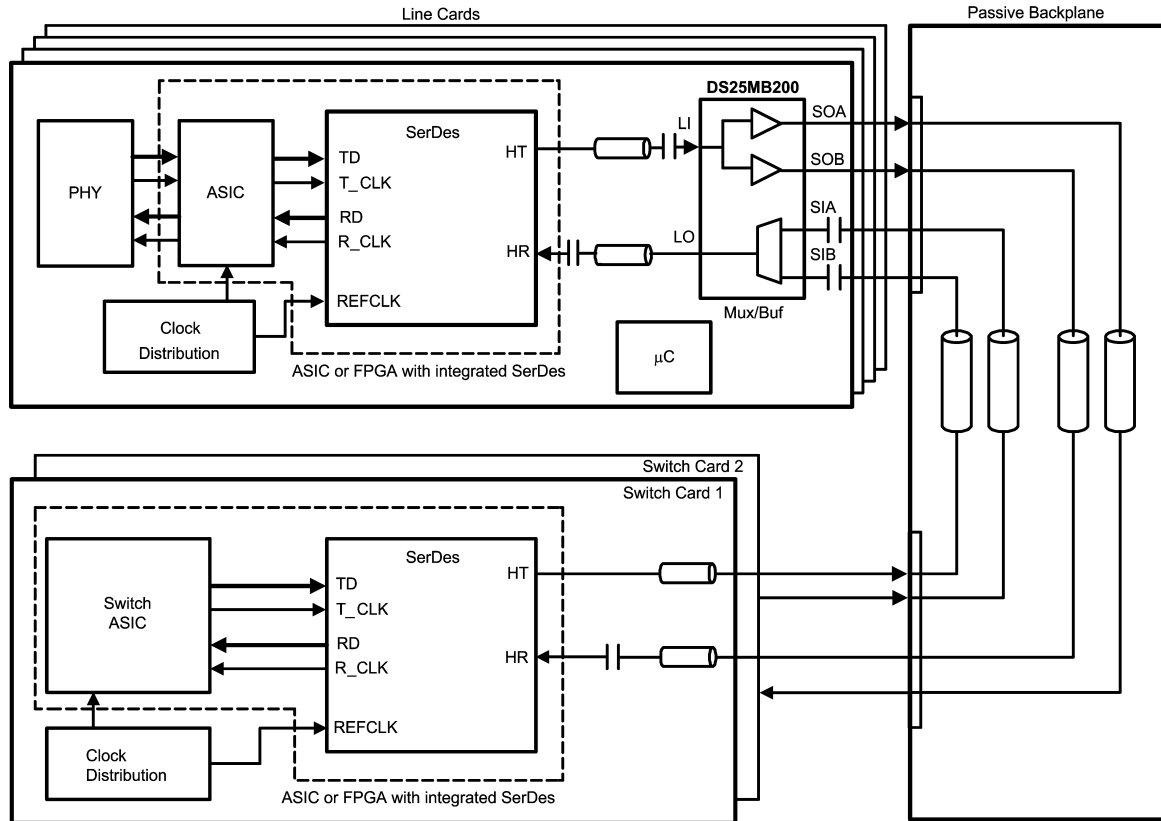 Line Cards
Passive Backplane
DS25MB200
SOA
SOB
LI
SIA
SIB
LO
Mux/Buf
PHY
ASIC
SerDes
TD
T_CLK
RD
R_CLK
REFCLK
HT
HR
Clock
Distribution
ASIC or FPGA with integrated SerDes
μC
Switch Card 2
Switch Card 1
Switch
ASIC
SerDes
TD
T_CLK
RD
R_CLK
REFCLK
HT
HR
Clock
Distribution
ASIC or FPGA with integrated SerDes